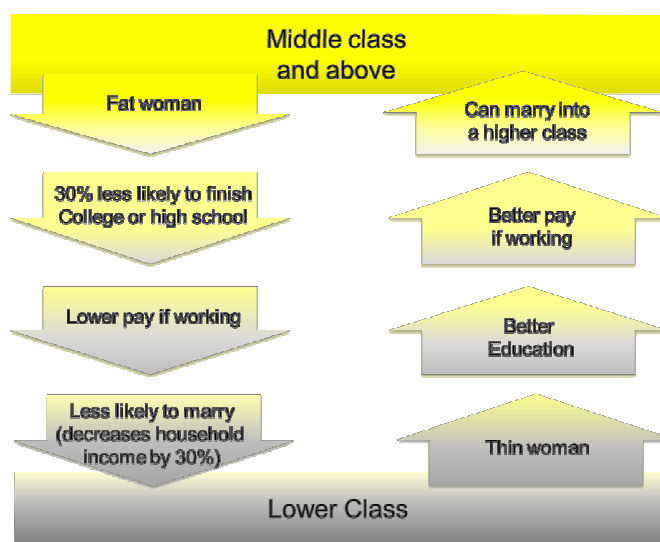 Middle class
and above
Fat woman
30% less likely to finish
College or high school
Lower pay if working
Less likely to marry
(decreases household
income by 30%)
Can marry into
a higher class
Better pay
if working
Better
Education
Thin woman
Lower Class